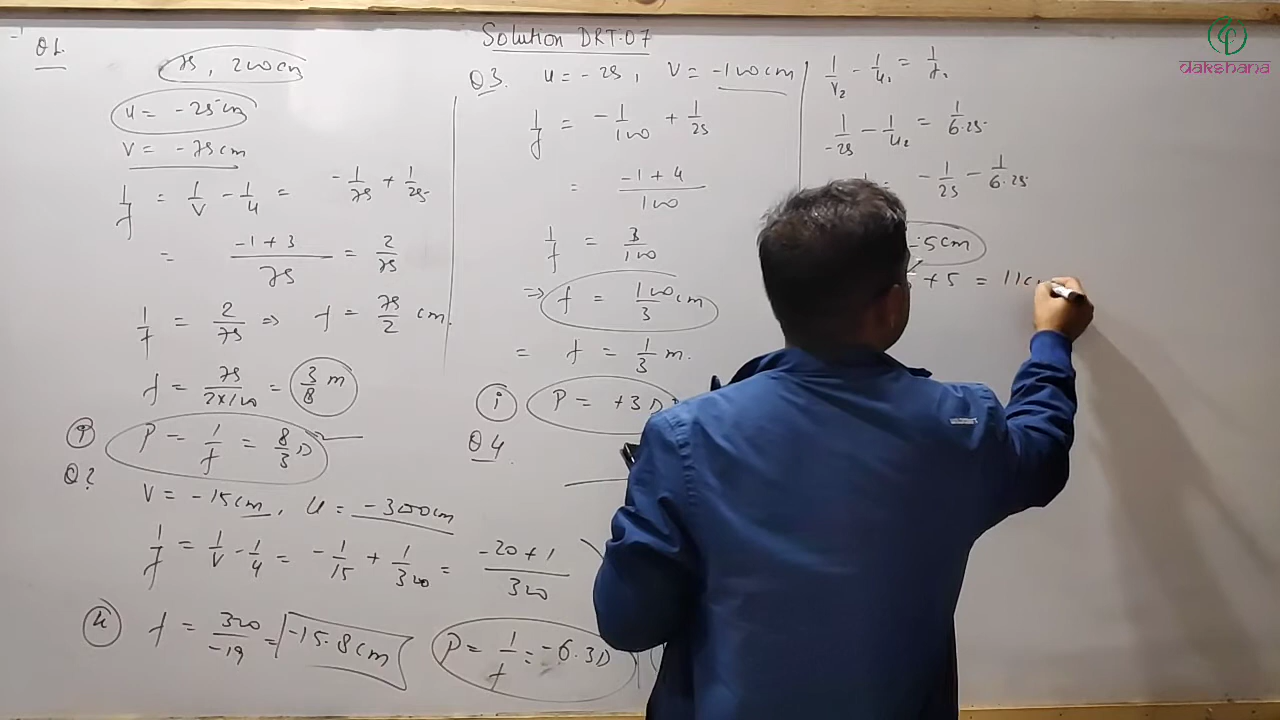 Solution DRT.07
dakshana
Q1.
75, 200cm
u = -25cm
v = -75cm
1/f = 1/v - 1/u = -1/75 + 1/25
= (-1+3)/75 = 2/75
1/f = 2/75 ⇒ f = 75/2 cm.
f = 75/(2×100) = 3/8 m
P = 1/f = 8/3 D
Q2
v = -15cm, u = -300cm
1/f = 1/v - 1/u = -1/15 + 1/300 = (-20+1)/300
f = 300/-19 = -15.8cm
P = 1/f = -6.3D
Q3. u = -25, v = -100cm
1/f = -1/100 + 1/25
= (-1+4)/100
1/f = 3/100
⇒ f = 100/3 cm
= f = 1/3 m.
i P = +3D
Q4
1/v2 - 1/u2 = 1/f2
1/-25 - 1/u2 = 1/6.25
-1/25 - 1/6.25
-5cm
+5 = 11c